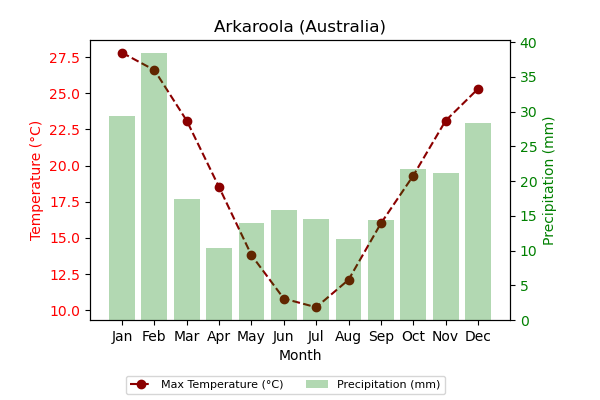 Arkaroola (Australia)
Temperature (°C)
27.5
25.0
22.5
20.0
17.5
15.0
12.5
10.0
40
35
30
25
20
15
10
5
0
Precipitation (mm)
Jan Feb Mar Apr May Jun Jul Aug Sep Oct Nov Dec
Month
Max Temperature (°C) Precipitation (mm)